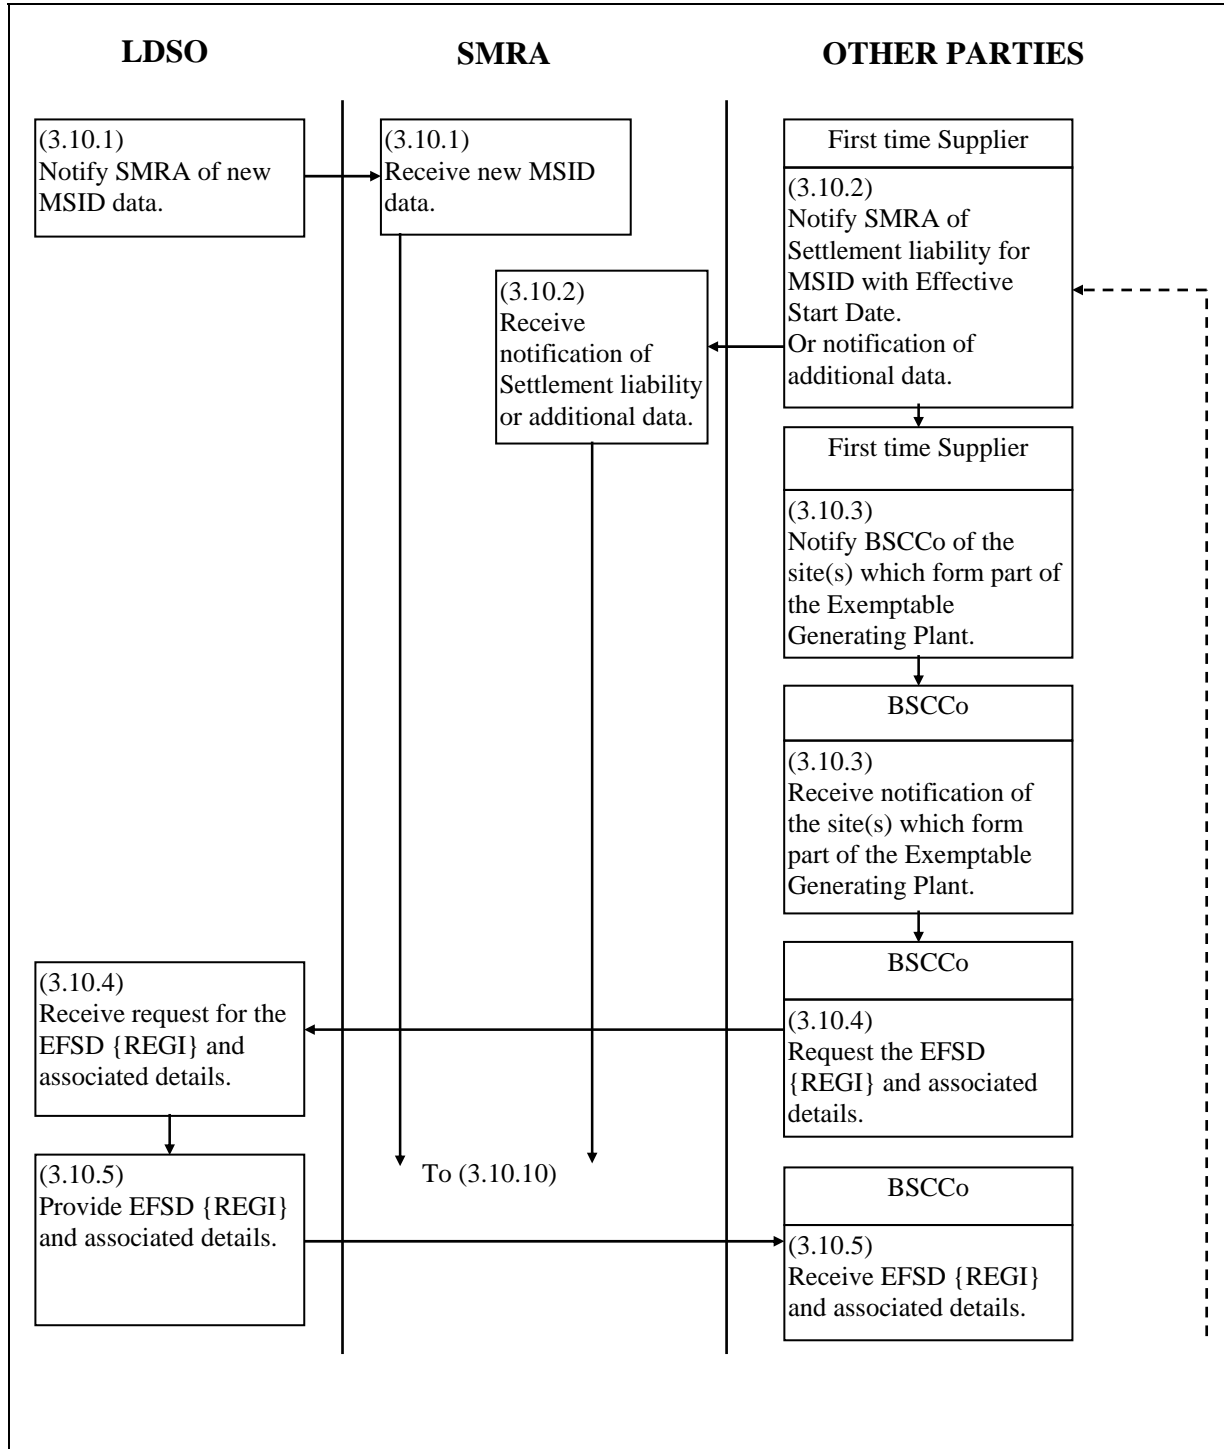 LDSO
SMRA
OTHER PARTIES
(3.10.1)
Notify SMRA of new
MSID data.
(3.10.1)
Receive new MSID
data.
First time Supplier
(3.10.2)
Notify SMRA of
Settlement liability for
MSID with Effective
Start Date.
Or notification of
additional data.
(3.10.2)
Receive
notification of
Settlement liability
or additional data.
First time Supplier
(3.10.3)
Notify BSCCo of the
site(s) which form part of
the Exemptable
Generating Plant.
BSCCo
(3.10.3)
Receive notification of
the site(s) which form
part of the Exemptable
Generating Plant.
BSCCo
(3.10.4)
Request the EFSD
{REGI} and associated
details.
(3.10.4)
Receive request for the
EFSD {REGI} and
associated details.
(3.10.5)
Provide EFSD {REGI}
and associated details.
To (3.10.10)
BSCCo
(3.10.5)
Receive EFSD {REGI}
and associated details.